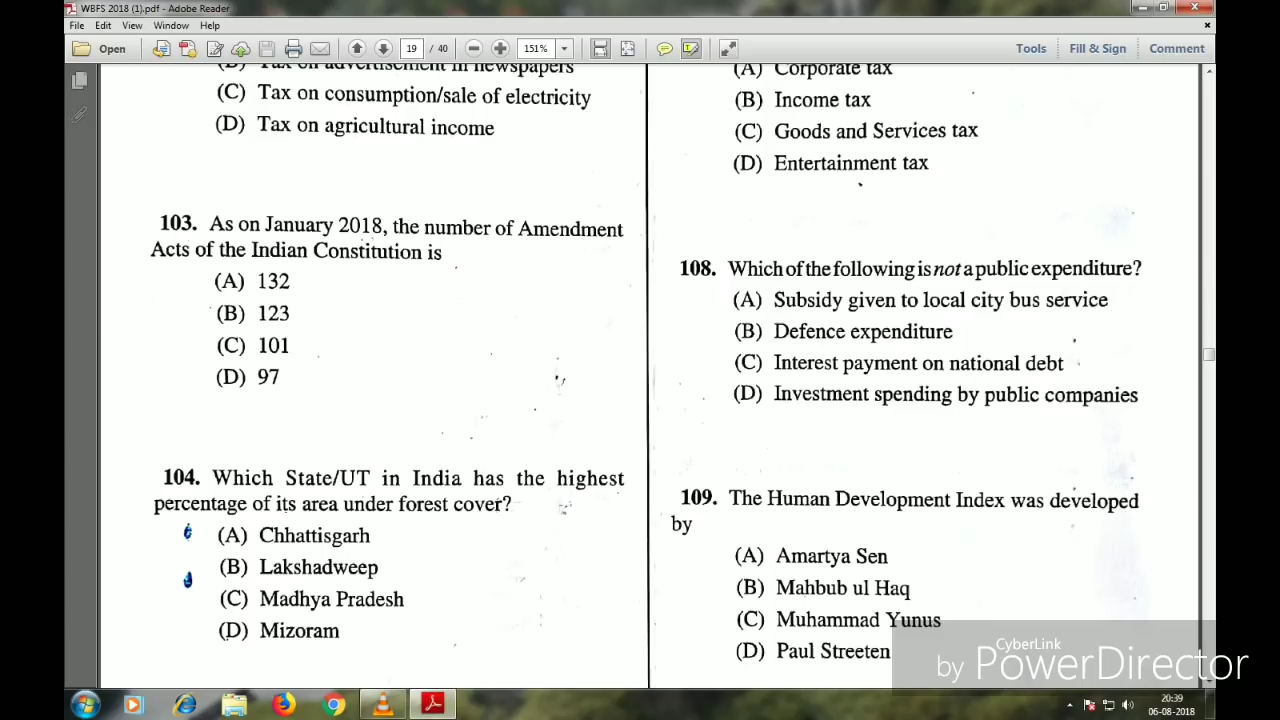 WBFS 2018 (1).pdf - Adobe Reader
File Edit View Window Help
Open 19 / 40 151% Tools Fill & Sign Comment
(B) Tax on advertisement in newspapers
(C) Tax on consumption/sale of electricity
(D) Tax on agricultural income
103. As on January 2018, the number of Amendment
Acts of the Indian Constitution is
(A) 132
(B) 123
(C) 101
(D) 97
104. Which State/UT in India has the highest
percentage of its area under forest cover?
(A) Chhattisgarh
(B) Lakshadweep
(C) Madhya Pradesh
(D) Mizoram
(A) Corporate tax
(B) Income tax
(C) Goods and Services tax
(D) Entertainment tax
108. Which of the following is not a public expenditure?
(A) Subsidy given to local city bus service
(B) Defence expenditure
(C) Interest payment on national debt
(D) Investment spending by public companies
109. The Human Development Index was developed
by
(A) Amartya Sen
(B) Mahbub ul Haq
(C) Muhammad Yunus
(D) Paul Streeten
CyberLink
by PowerDirector
20:39
06-08-2018